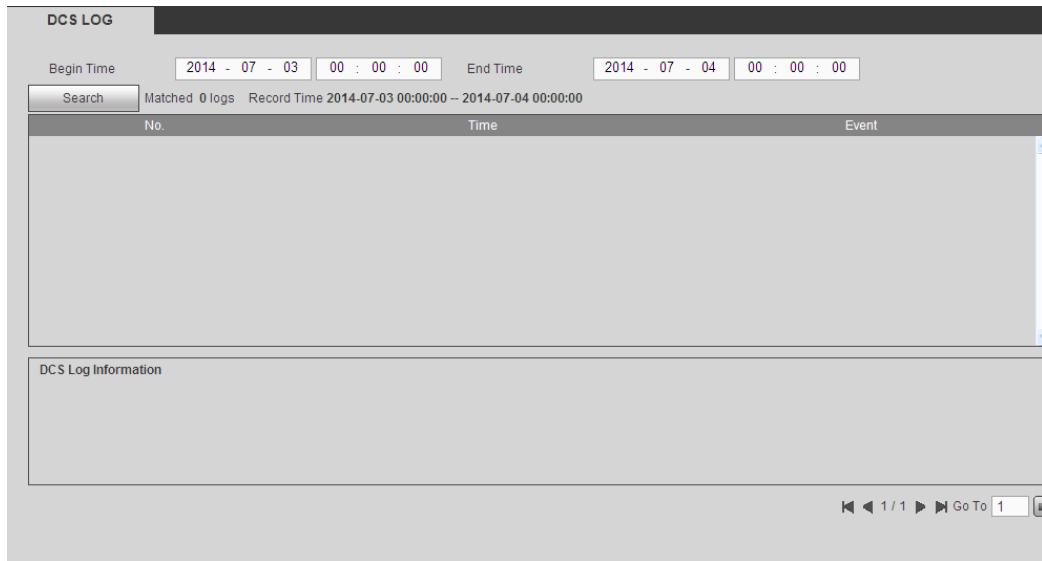 DCS LOG
Begin Time 2014 - 07 - 03 00 : 00 : 00 End Time 2014 - 07 - 04 00 : 00 : 00
Search Matched 0 logs Record Time 2014-07-03 00:00:00 -- 2014-07-04 00:00:00
No. Time Event
DCS Log Information
1 / 1 Go To 1